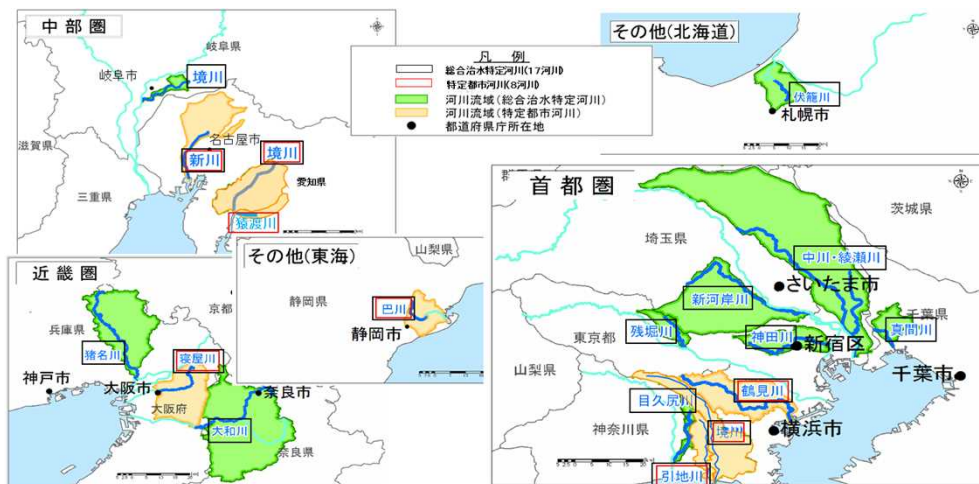 中部圏
岐阜県
岐阜市
境川
滋賀県
名古屋市
新川
境川
愛知県
三重県
猿渡川
凡　例
総合治水特定河川(17河川)
特定都市河川(8河川)
河川流域(総合治水特定河川)
河川流域(特定都市河川)
都道府県庁所在地
その他(北海道)
伏籠川
札幌市
近畿圏
京都
兵庫県
猪名川
寝屋川
神戸市
大阪市
奈良市
大阪府
大和川
奈良県
その他(東海)
山梨県
静岡県
巴川
静岡市
首都圏
茨城県
埼玉県
中川・綾瀬川
さいたま市
新河岸川
千葉県
残堀川
神田川
真間川
東京都
新宿区
山梨県
千葉市
目久尻川
鶴見川
神奈川県
境川
横浜市
引地川